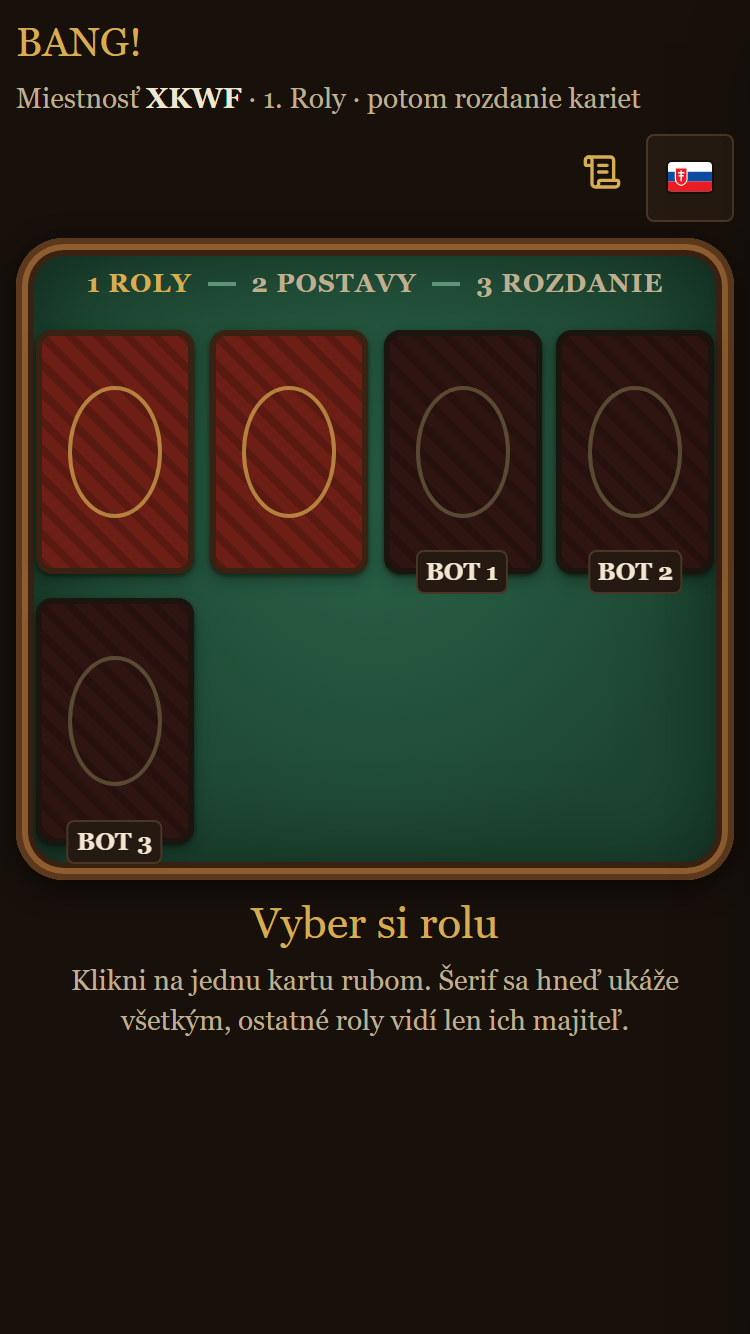 BANG!
Miestnosť XKWF · 1. Roly · potom rozdanie kariet
1 ROLY — 2 POSTAVY — 3 ROZDANIE
BOT 1
BOT 2
BOT 3
Vyber si rolu
Klikni na jednu kartu rubom. Šerif sa hneď ukáže
všetkým, ostatné roly vidí len ich majiteľ.